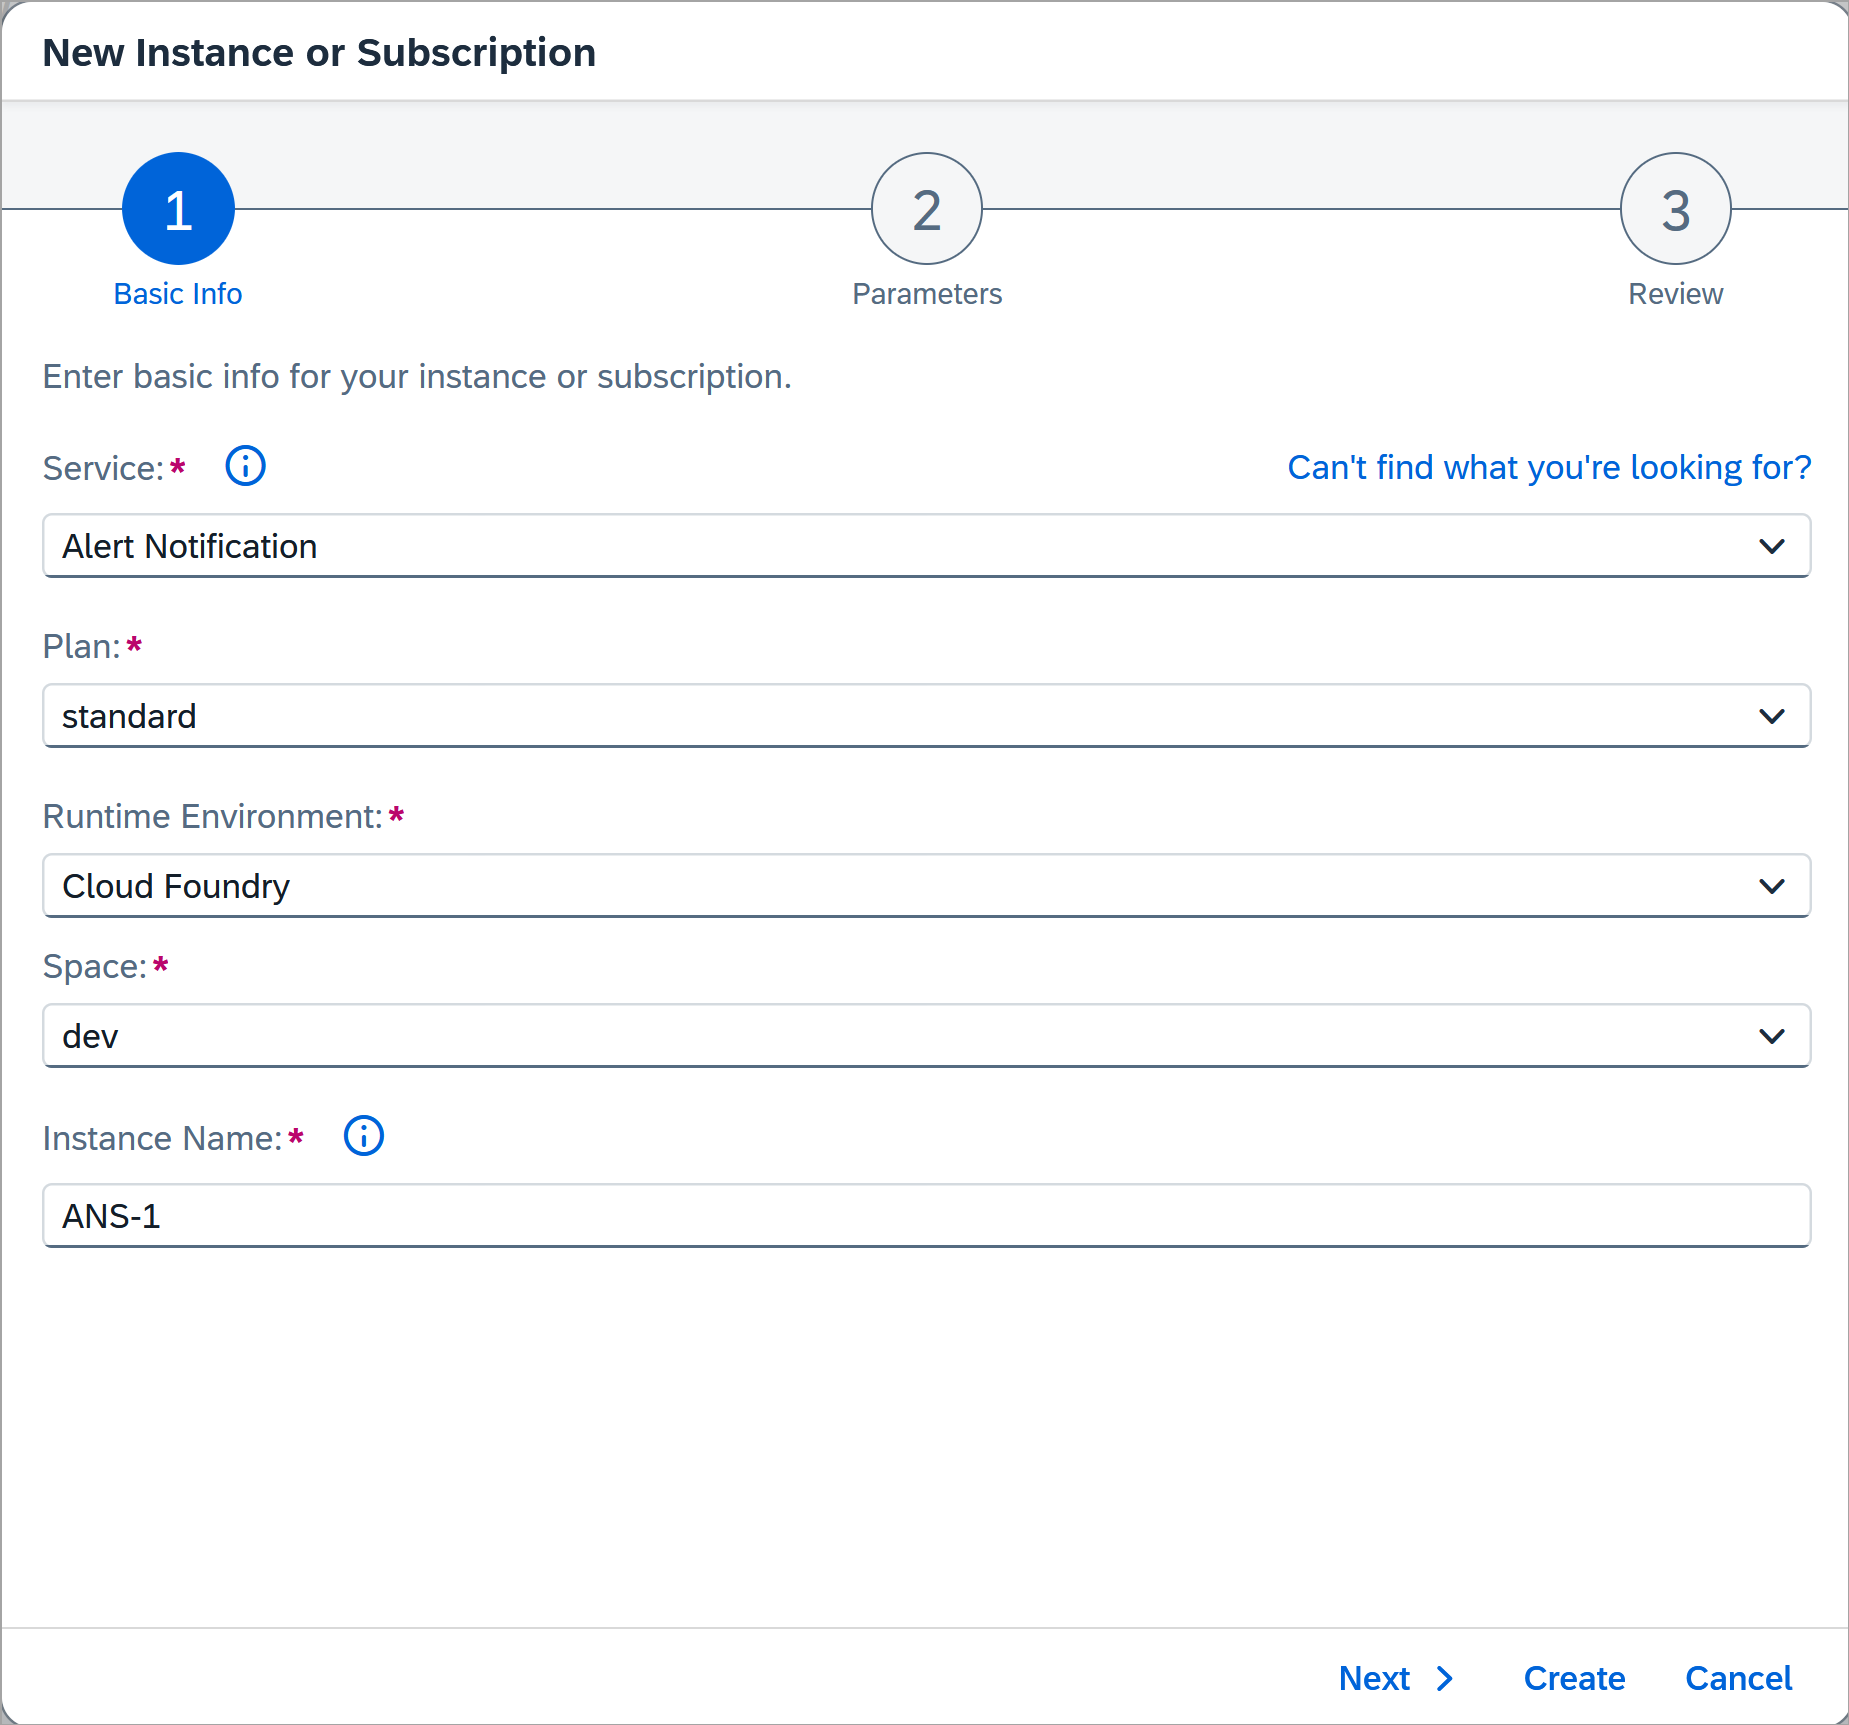 New Instance or Subscription
1
2
3
Basic Info
Parameters
Review
Enter basic info for your instance or subscription.
Service:*
Can't find what you're looking for?
Alert Notification
Plan:*
standard
Runtime Environment:*
Cloud Foundry
Space:*
dev
Instance Name:*
ANS-1
Next
Create
Cancel